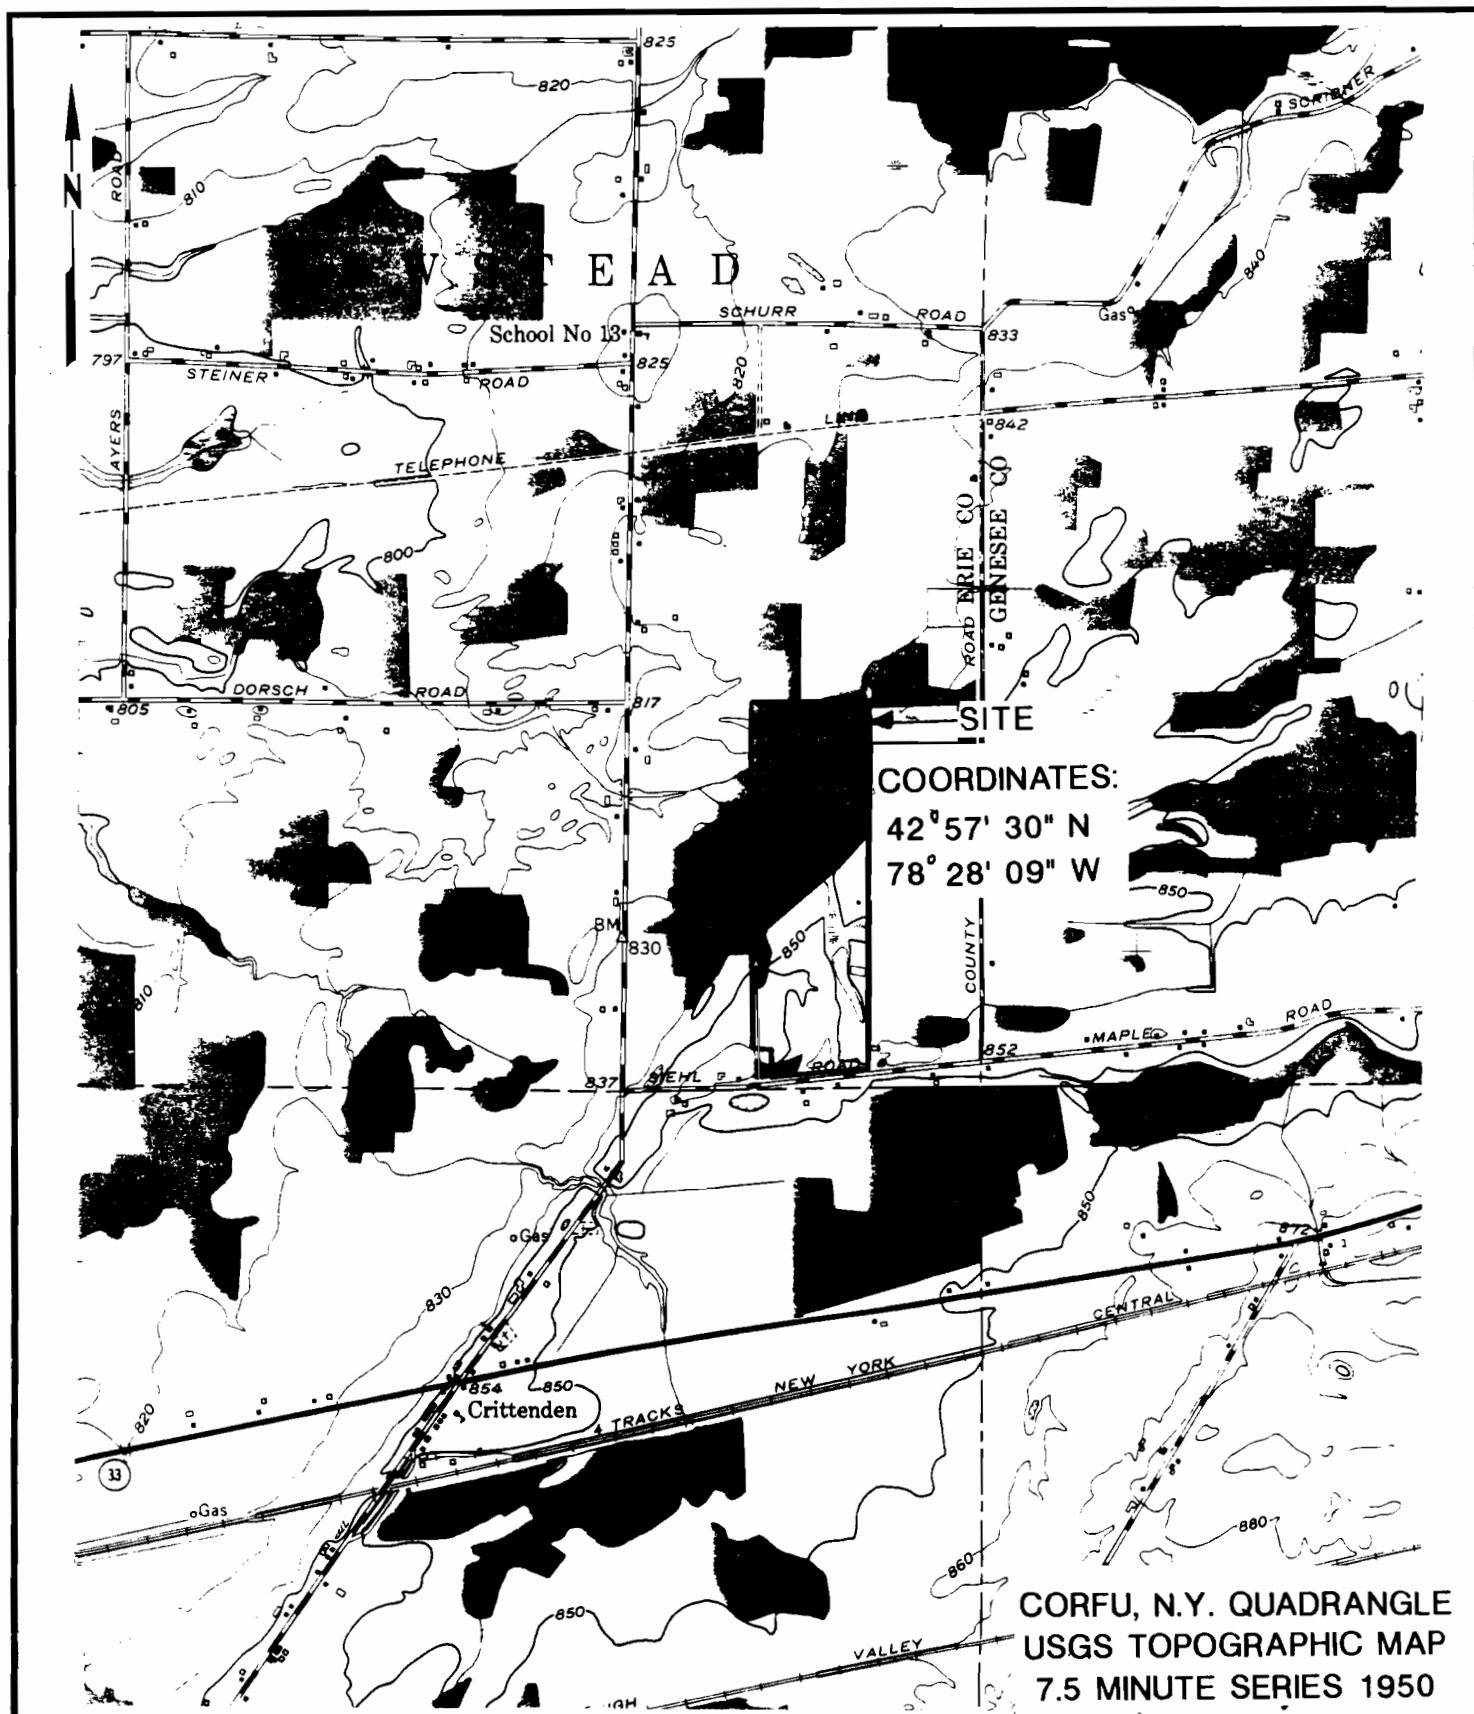 825
820
SCRIBNER
ROAD
N
810
840
STEAD
SCHURR ROAD
Gas
School No 13
833
797
825
STEINER ROAD
820
LINE
842
AYERS
TELEPHONE
ERIE CO
GENESEE CO
800
ROAD
DORSCH ROAD
805
817
SITE
COORDINATES:
42° 57' 30" N
78° 28' 09" W
850
BM
830
850
COUNTY
810
MAPLE ROAD
852
837
SIEHL ROAD
850
872
Gas
830
CENTRAL
NEW YORK
854
850
Crittenden
4 TRACKS
820
33
Gas
880
860
850
CORFU, N.Y. QUADRANGLE
VALLEY
USGS TOPOGRAPHIC MAP
7.5 MINUTE SERIES 1950